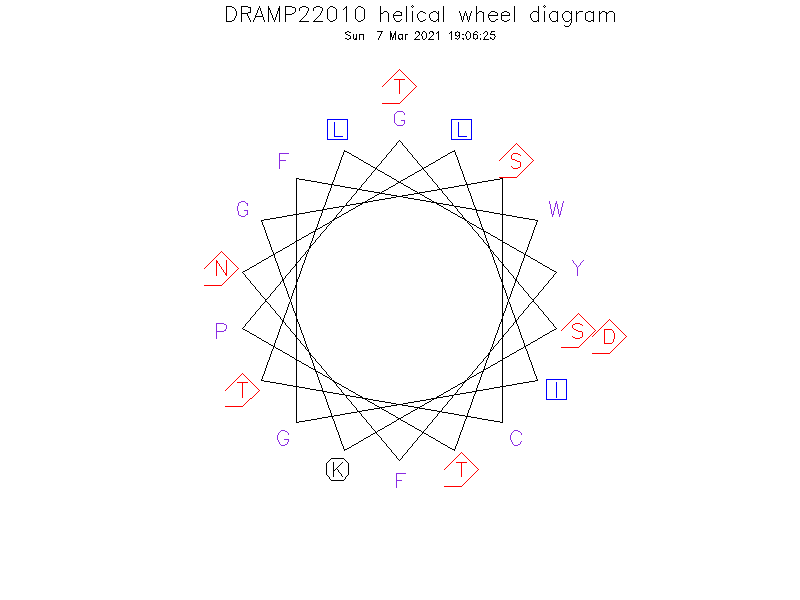 DRAMP22010 helical wheel diagram
Sun 7 Mar 2021 19:06:25
T
G
L L
F S
G W
N Y
P S D
T I
G C
K T
F